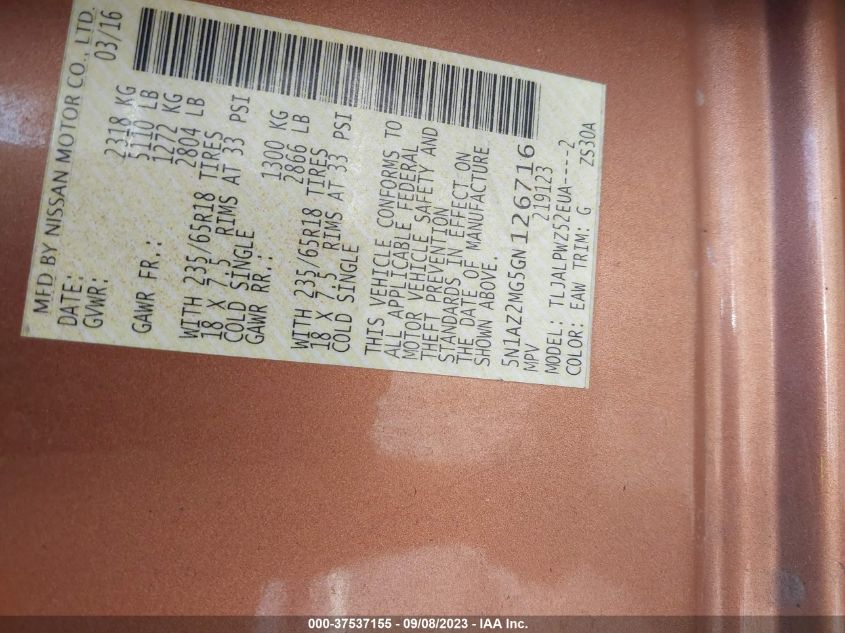 MFD BY NISSAN MOTOR CO., LTD.
DATE: 03/16
GVWR: 2318 KG
5110 LB
GAWR FR.: 1272 KG
2804 LB
WITH 235/65R18 TIRES
18 X 7.5 RIMS AT 33 PSI
COLD SINGLE
GAWR RR.: 1300 KG
2866 LB
WITH 235/65R18 TIRES
18 X 7.5 RIMS AT 33 PSI
COLD SINGLE
THIS VEHICLE CONFORMS TO
ALL APPLICABLE FEDERAL
MOTOR VEHICLE SAFETY AND
THEFT PREVENTION
STANDARDS IN EFFECT ON
THE DATE OF MANUFACTURE
SHOWN ABOVE.
5N1AZ2MG5GN126716
MPV 219123
MODEL: TLJALPWZ52EUA----2
COLOR: EAW TRIM: G ZS30A
000-37537155 - 09/08/2023 - IAA Inc.